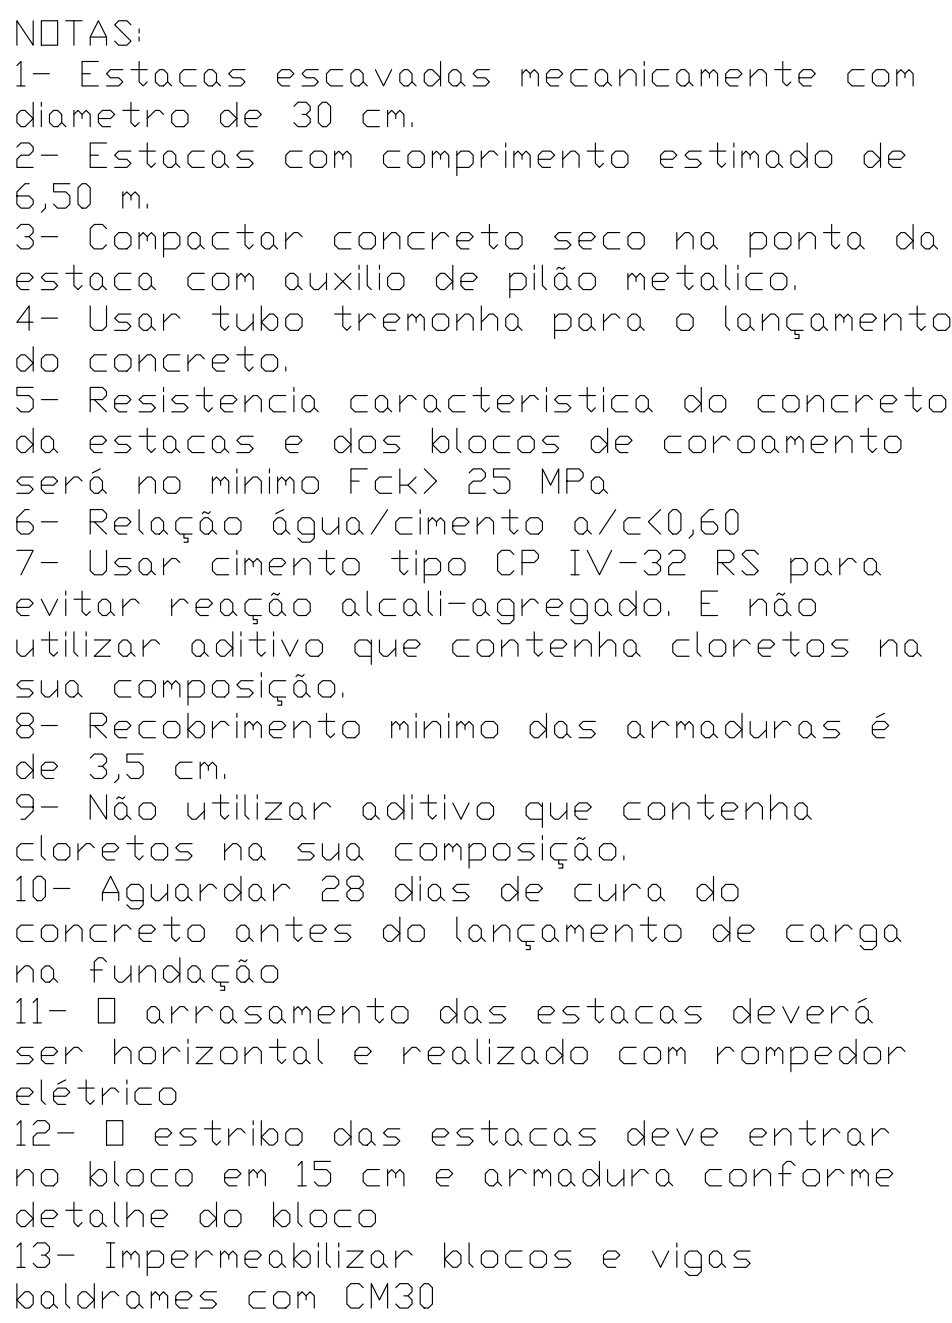 NOTAS:
1- Estacas escavadas mecanicamente com
diametro de 30 cm.
2- Estacas com comprimento estimado de
6,50 m.
3- Compactar concreto seco na ponta da
estaca com auxilio de pilão metalico.
4- Usar tubo tremonha para o lançamento
do concreto.
5- Resistencia caracteristica do concreto
da estacas e dos blocos de coroamento
será no minimo Fck> 25 MPa
6- Relação água/cimento a/c<0,60
7- Usar cimento tipo CP IV-32 RS para
evitar reação alcali-agregado. E não
utilizar aditivo que contenha cloretos na
sua composição.
8- Recobrimento minimo das armaduras é
de 3,5 cm.
9- Não utilizar aditivo que contenha
cloretos na sua composição.
10- Aguardar 28 dias de cura do
concreto antes do lançamento de carga
na fundação
11- O arrasamento das estacas deverá
ser horizontal e realizado com rompedor
elétrico
12- O estribo das estacas deve entrar
no bloco em 15 cm e armadura conforme
detalhe do bloco
13- Impermeabilizar blocos e vigas
baldrames com CM30